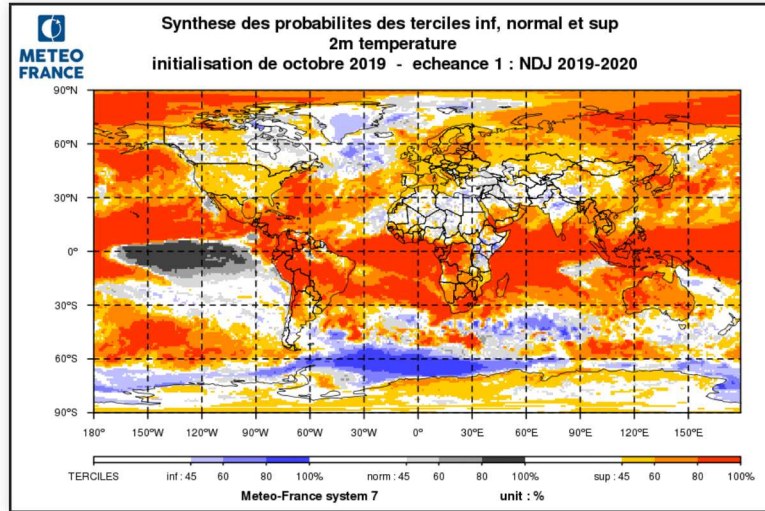 METEO
FRANCE
Synthese des probabilites des terciles inf, normal et sup
2m temperature
initialisation de octobre 2019 - echeance 1 : NDJ 2019-2020
90°N
60°N
30°N
0°
30°S
60°S
90°S
180° 150°W 120°W 90°W 60°W 30°W 0° 30°E 60°E 90°E 120°E 150°E
TERCILES inf : 45 60 80 100% norm : 45 60 80 100% sup : 45 60 80 100%
Meteo-France system 7 unit : %